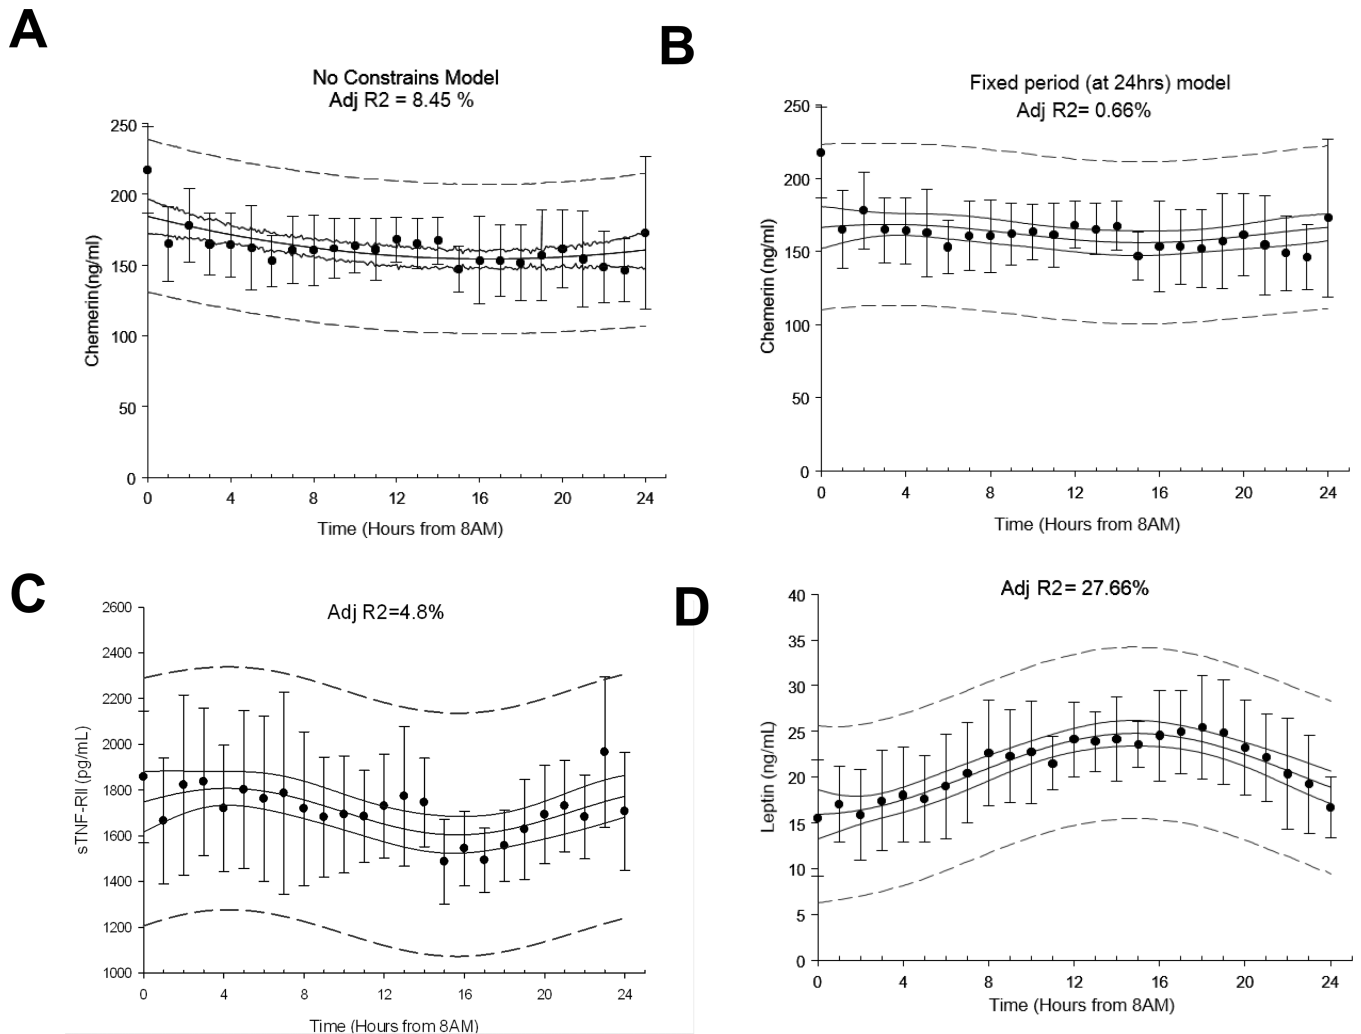 A
B
No Constrains Model
Adj R2 = 8.45 %
Fixed period (at 24hrs) model
Adj R2= 0.66%
250
200
150
100
50
0
Chemerin(ng/ml)
0 4 8 12 16 20 24
Time (Hours from 8AM)
250
200
150
100
50
0
Chemerin (ng/ml)
0 4 8 12 16 20 24
Time (Hours from 8AM)
C
D
Adj R2=4.8%
2600
2400
2200
2000
1800
1600
1400
1200
1000
sTNF-RII (pg/mL)
0 4 8 12 16 20 24
Time (Hours from 8AM)
Adj R2= 27.66%
40
35
30
25
20
15
10
5
0
Leptin (ng/mL)
0 4 8 12 16 20 24
Time (Hours from 8AM)